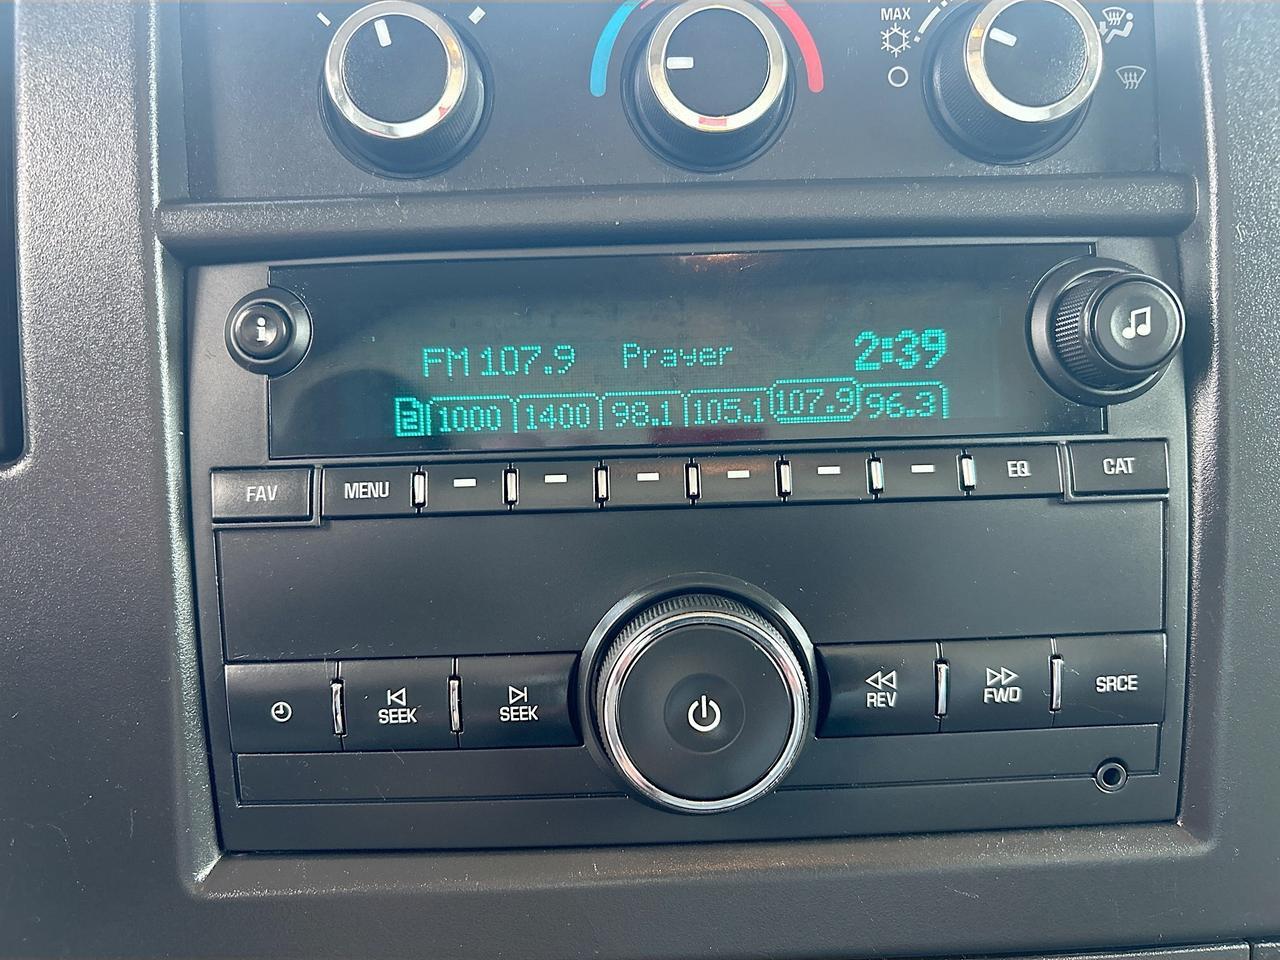 MAX
FM 107.9 Prayer 2:39
2 1000 1400 98.1 105.1 107.9 96.3
FAV MENU EQ CAT
SEEK SEEK REV FWD SRCE